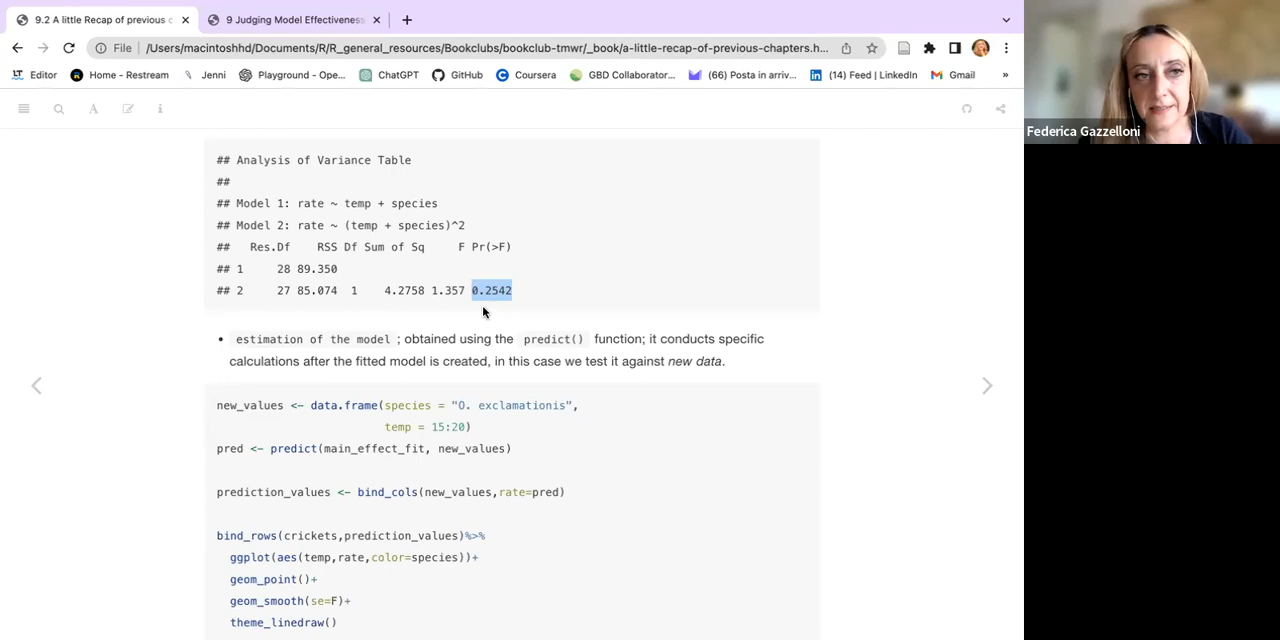 9.2 A little Recap of previous c
9 Judging Model Effectiveness
File
/Users/macintoshhd/Documents/R/R_general_resources/Bookclubs/bookclub-tmwr/_book/a-little-recap-of-previous-chapters.h...
Editor
Home - Restream
Jenni
Playground - Ope...
ChatGPT
GitHub
Coursera
GBD Collaborator...
(66) Posta in arriv...
(14) Feed | LinkedIn
Gmail
»
Federica Gazzelloni
## Analysis of Variance Table
##
## Model 1: rate ~ temp + species
## Model 2: rate ~ (temp + species)^2
##   Res.Df    RSS Df Sum of Sq     F Pr(>F)
## 1     28 89.350
## 2     27 85.074  1    4.2758 1.357 0.2542
• estimation of the model ; obtained using the predict() function; it conducts specific
calculations after the fitted model is created, in this case we test it against new data.
new_values <- data.frame(species = "O. exclamationis",
temp = 15:20)
pred <- predict(main_effect_fit, new_values)
prediction_values <- bind_cols(new_values,rate=pred)
bind_rows(crickets,prediction_values)%>%
ggplot(aes(temp,rate,color=species))+
geom_point()+
geom_smooth(se=F)+
theme_linedraw()